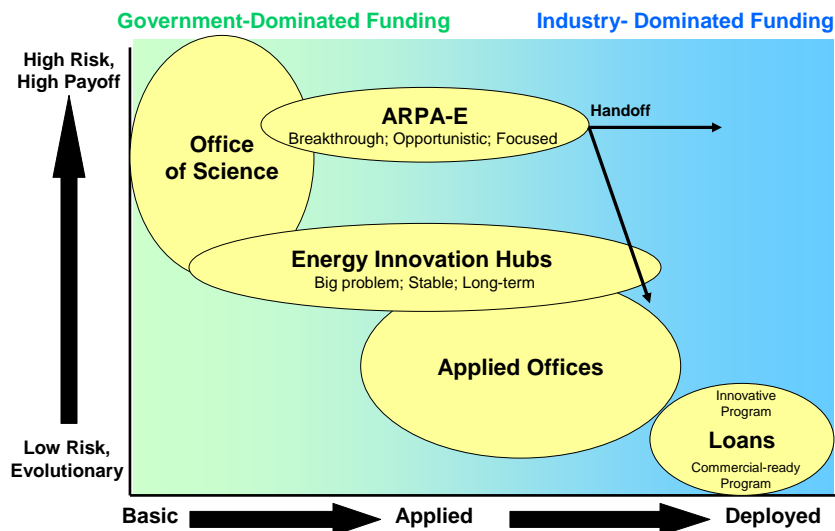 Government-Dominated Funding
Industry- Dominated Funding
High Risk,
High Payoff
ARPA-E
Breakthrough; Opportunistic; Focused
Handoff
Office
of Science
Energy Innovation Hubs
Big problem; Stable; Long-term
Applied Offices
Innovative
Program
Loans
Commercial-ready
Program
Low Risk,
Evolutionary
Basic
Applied
Deployed